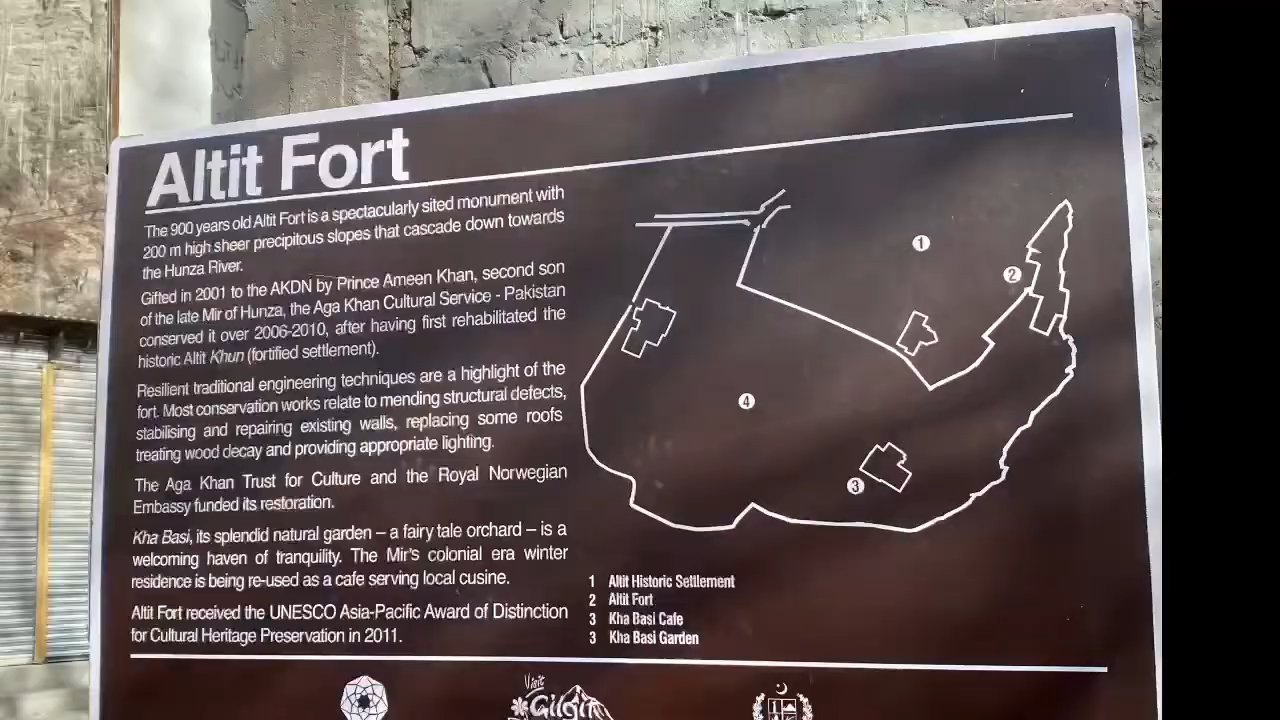 Altit Fort
The 900 years old Altit Fort is a spectacularly sited monument with
200 m high sheer precipitous slopes that cascade down towards
the Hunza River.
Gifted in 2001 to the AKDN by Prince Ameen Khan, second son
of the late Mir of Hunza, the Aga Khan Cultural Service - Pakistan
conserved it over 2006-2010, after having first rehabilitated the
historic Altit Khun (fortified settlement).
Resilient traditional engineering techniques are a highlight of the
fort. Most conservation works relate to mending structural defects,
stabilising and repairing existing walls, replacing some roofs
treating wood decay and providing appropriate lighting.
The Aga Khan Trust for Culture and the Royal Norwegian
Embassy funded its restoration.
Kha Basi, its splendid natural garden – a fairy tale orchard – is a
welcoming haven of tranquility. The Mir's colonial era winter
residence is being re-used as a cafe serving local cusine.
Altit Fort received the UNESCO Asia-Pacific Award of Distinction
for Cultural Heritage Preservation in 2011.
1
2
4
3
1 Altit Historic Settlement
2 Altit Fort
3 Kha Basi Cafe
3 Kha Basi Garden
Visit
Gilgit